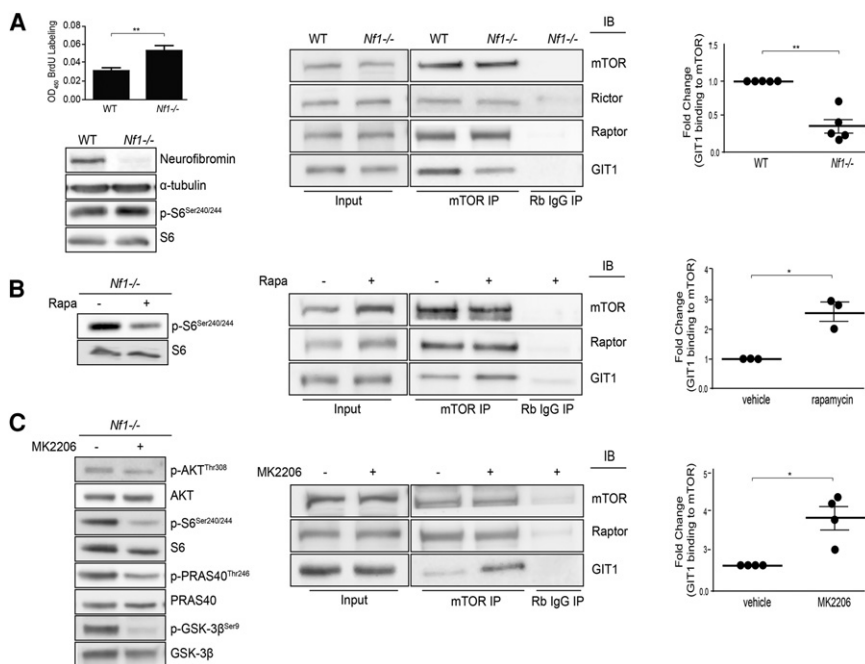 A
OD450 BrdU Labeling
0.08
0.06
0.04
0.02
0.00
**
WT Nf1-/-
WT Nf1-/-
Neurofibromin
α-tubulin
p-S6Ser240/244
S6
IB
WT Nf1-/- WT Nf1-/- Nf1-/-
mTOR
Rictor
Raptor
GIT1
Input mTOR IP Rb IgG IP
Fold Change
(GIT1 binding to mTOR)
1.5
1.0
0.5
0.0
**
WT Nf1-/-
B
Nf1-/-
Rapa - +
p-S6Ser240/244
S6
IB
Rapa - + - + +
mTOR
Raptor
GIT1
Input mTOR IP Rb IgG IP
Fold Change
(GIT1 binding to mTOR)
4
3
2
1
0
*
vehicle rapamycin
C
Nf1-/-
MK2206 - +
p-AKTThr308
AKT
p-S6Ser240/244
S6
p-PRAS40Thr246
PRAS40
p-GSK-3βSer9
GSK-3β
IB
MK2206 - + - + +
mTOR
Raptor
GIT1
Input mTOR IP Rb IgG IP
Fold Change
(GIT1 binding to mTOR)
5
4
3
0
*
vehicle MK2206